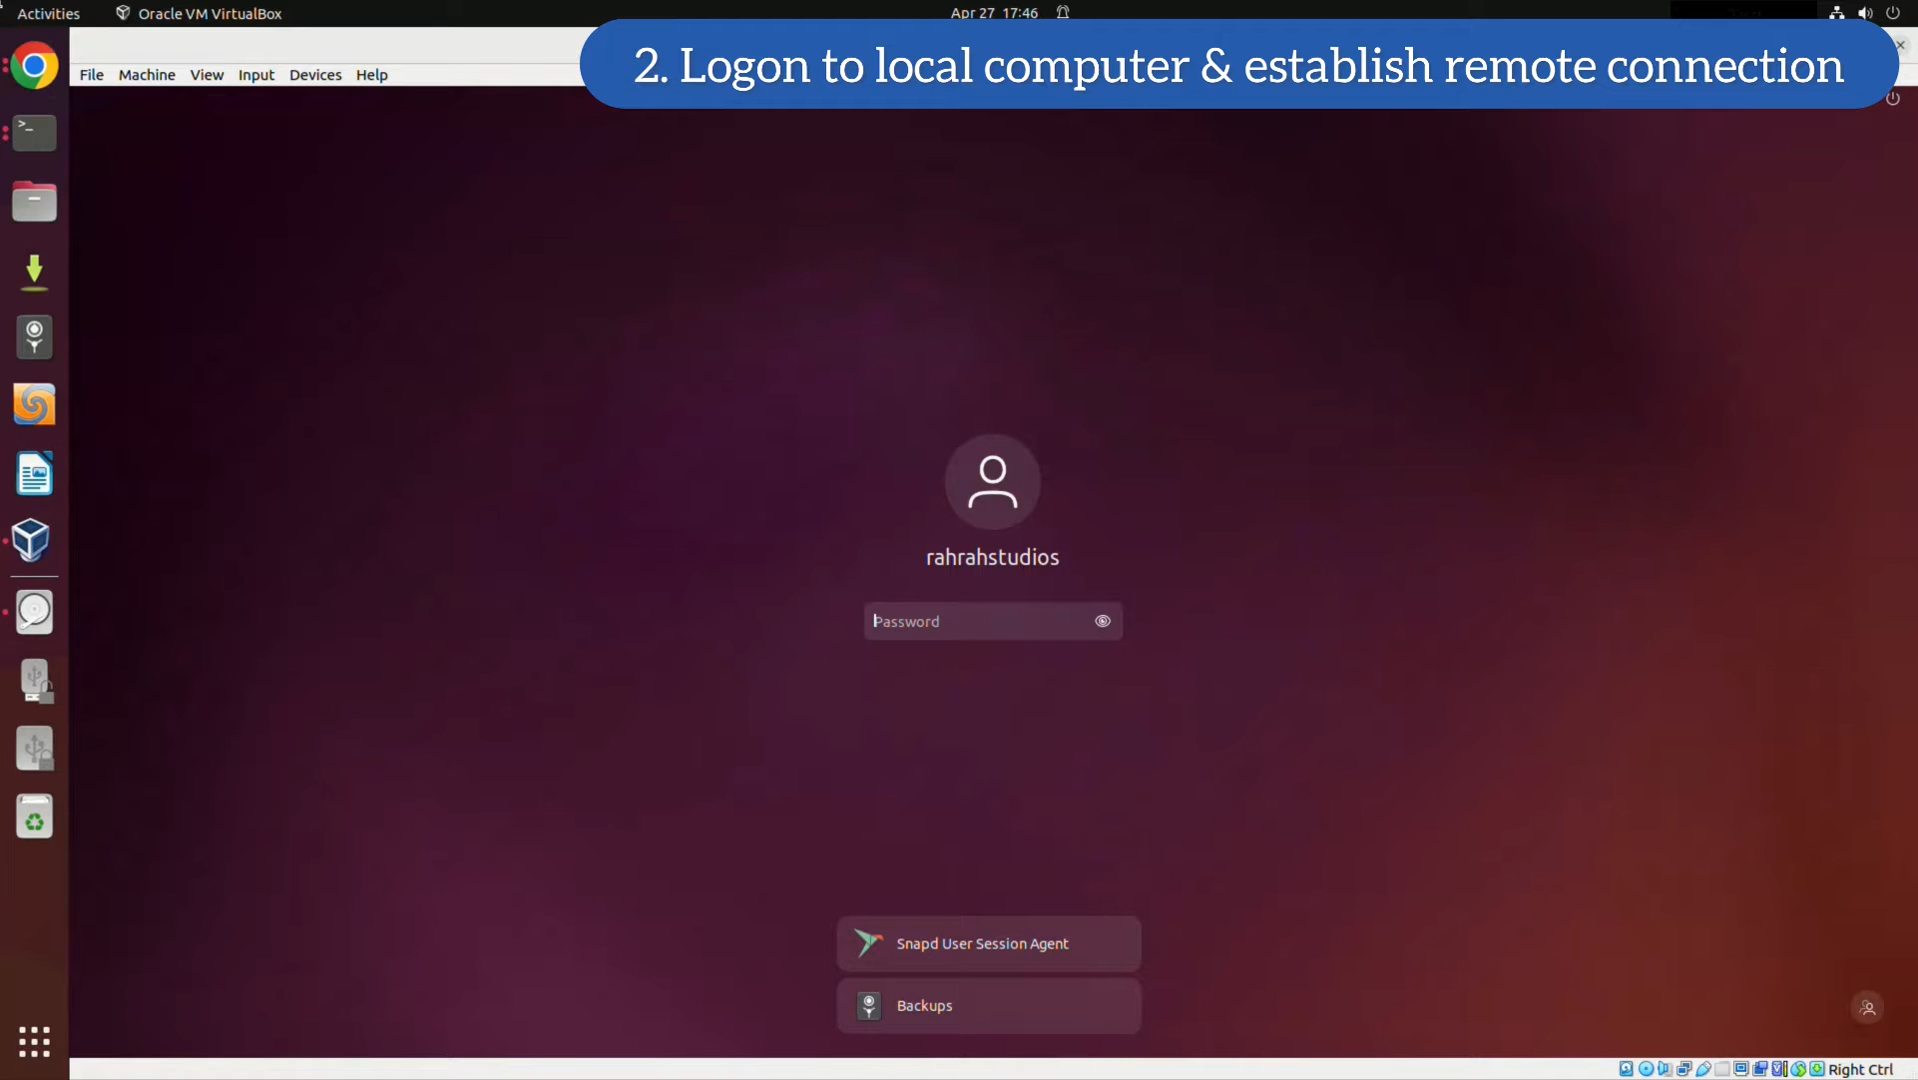 Activities
Oracle VM VirtualBox
Apr 27 17:46
2. Logon to local computer & establish remote connection
File Machine View Input Devices Help
>_
rahrahstudios
Password
Snapd User Session Agent
Backups
Right Ctrl